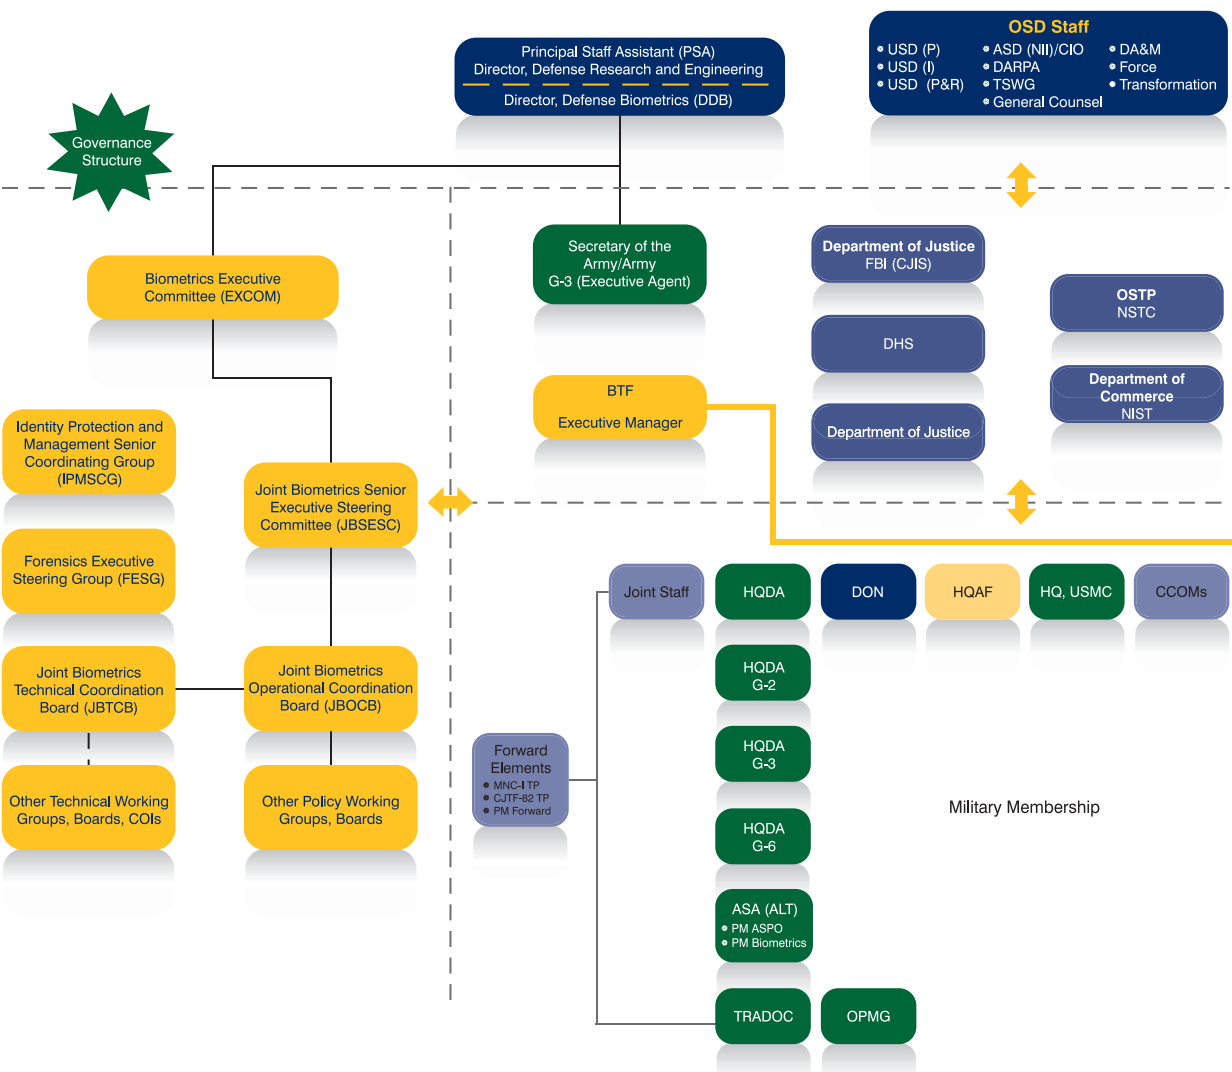 Principal Staff Assistant (PSA)
Director, Defense Research and Engineering
Director, Defense Biometrics (DDB)
OSD Staff
USD (P)
USD (I)
USD (P&R)
ASD (NII)/CIO
DARPA
TSWG
General Counsel
DA&M
Force
Transformation
Governance
Structure
Biometrics Executive
Committee (EXCOM)
Secretary of the
Army/Army
G-3 (Executive Agent)
Department of Justice
FBI (CJIS)
OSTP
NSTC
DHS
BTF
Executive Manager
Department of
Commerce
NIST
Department of Justice
Identity Protection and
Management Senior
Coordinating Group
(IPMSCG)
Joint Biometrics Senior
Executive Steering
Committee (JBSESC)
Forensics Executive
Steering Group (FESG)
Joint Staff
HQDA
DON
HQAF
HQ, USMC
CCOMs
Joint Biometrics
Technical Coordination
Board (JBTCB)
Joint Biometrics
Operational Coordination
Board (JBOCB)
HQDA
G-2
Forward
Elements
MNC-I TP
CJTF-82 TP
PM Forward
HQDA
G-3
Other Technical Working
Groups, Boards, COIs
Other Policy Working
Groups, Boards
Military Membership
HQDA
G-6
ASA (ALT)
PM ASPO
PM Biometrics
TRADOC
OPMG